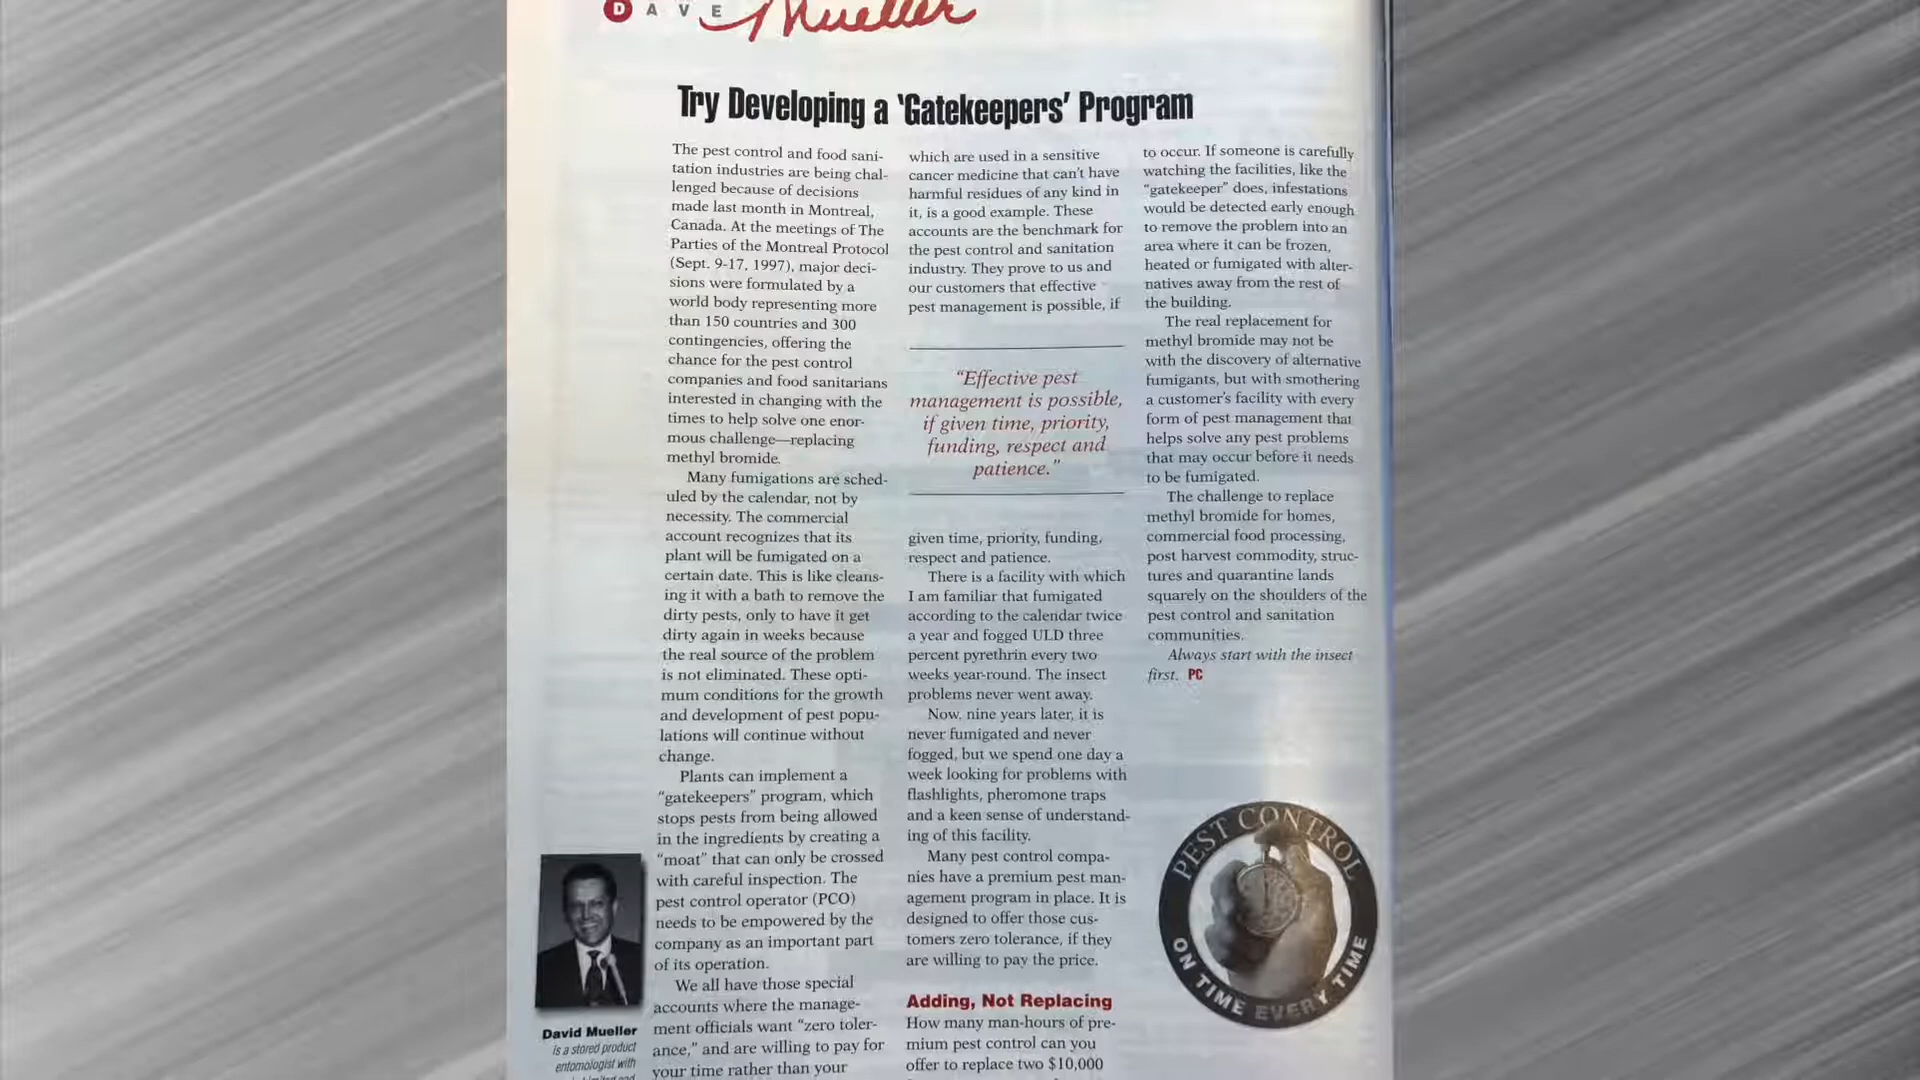 DAVE Mueller
Try Developing a 'Gatekeepers' Program
The pest control and food sani-
tation industries are being chal-
lenged because of decisions
made last month in Montreal,
Canada. At the meetings of The
Parties of the Montreal Protocol
(Sept. 9-17, 1997), major deci-
sions were formulated by a
world body representing more
than 150 countries and 300
contingencies, offering the
chance for the pest control
companies and food sanitarians
interested in changing with the
times to help solve one enor-
mous challenge—replacing
methyl bromide.
Many fumigations are sched-
uled by the calendar, not by
necessity. The commercial
account recognizes that its
plant will be fumigated on a
certain date. This is like cleans-
ing it with a bath to remove the
dirty pests, only to have it get
dirty again in weeks because
the real source of the problem
is not eliminated. These opti-
mum conditions for the growth
and development of pest popu-
lations will continue without
change.
Plants can implement a
"gatekeepers" program, which
stops pests from being allowed
in the ingredients by creating a
"moat" that can only be crossed
with careful inspection. The
pest control operator (PCO)
needs to be empowered by the
company as an important part
of its operation.
We all have those special
accounts where the manage-
ment officials want "zero toler-
ance," and are willing to pay for
your time rather than your
which are used in a sensitive
cancer medicine that can't have
harmful residues of any kind in
it, is a good example. These
accounts are the benchmark for
the pest control and sanitation
industry. They prove to us and
our customers that effective
pest management is possible, if
"Effective pest
management is possible,
if given time, priority,
funding, respect and
patience."
given time, priority, funding,
respect and patience.
There is a facility with which
I am familiar that fumigated
according to the calendar twice
a year and fogged ULD three
percent pyrethrin every two
weeks year-round. The insect
problems never went away.
Now, nine years later, it is
never fumigated and never
fogged, but we spend one day a
week looking for problems with
flashlights, pheromone traps
and a keen sense of understand-
ing of this facility.
Many pest control compa-
nies have a premium pest man-
agement program in place. It is
designed to offer those cus-
tomers zero tolerance, if they
are willing to pay the price.
Adding, Not Replacing
How many man-hours of pre-
mium pest control can you
offer to replace two $10,000
to occur. If someone is carefully
watching the facilities, like the
"gatekeeper" does, infestations
would be detected early enough
to remove the problem into an
area where it can be frozen,
heated or fumigated with alter-
natives away from the rest of
the building.
The real replacement for
methyl bromide may not be
with the discovery of alternative
fumigants, but with smothering
a customer's facility with every
form of pest management that
helps solve any pest problems
that may occur before it needs
to be fumigated.
The challenge to replace
methyl bromide for homes,
commercial food processing,
post harvest commodity, struc-
tures and quarantine lands
squarely on the shoulders of the
pest control and sanitation
communities.
Always start with the insect
first. PC
PEST CONTROL
ON TIME EVERY TIME
David Mueller
is a stored product
entomologist with